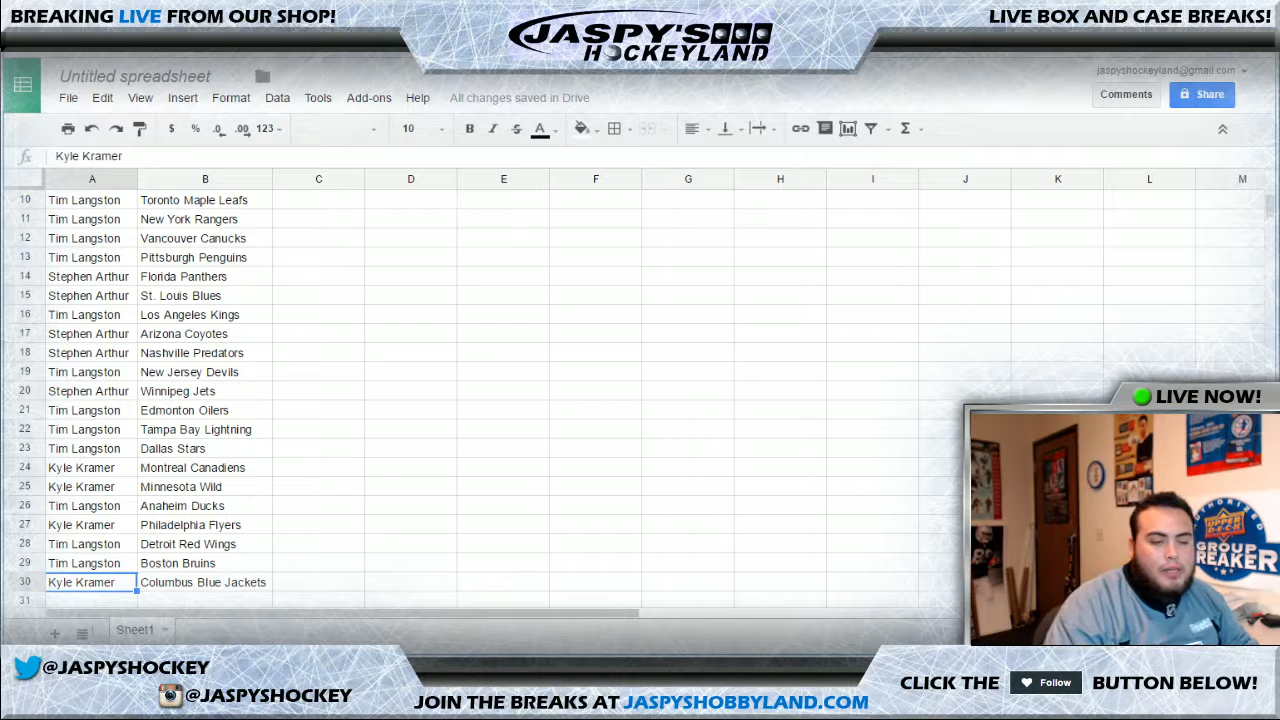 BREAKING LIVE FROM OUR SHOP!
JASPY'S
HOCKEYLAND
LIVE BOX AND CASE BREAKS!
Untitled spreadsheet
jaspyshockeyland@gmail.com
File Edit View Insert Format Data Tools Add-ons Help All changes saved in Drive
Comments Share
$ % .0 .00 123 10 B I S A Σ
fx Kyle Kramer
A B C D E F G H I J K L M
10 Tim Langston Toronto Maple Leafs
11 Tim Langston New York Rangers
12 Tim Langston Vancouver Canucks
13 Tim Langston Pittsburgh Penguins
14 Stephen Arthur Florida Panthers
15 Stephen Arthur St. Louis Blues
16 Tim Langston Los Angeles Kings
17 Stephen Arthur Arizona Coyotes
18 Stephen Arthur Nashville Predators
19 Tim Langston New Jersey Devils
20 Stephen Arthur Winnipeg Jets
21 Tim Langston Edmonton Oilers
22 Tim Langston Tampa Bay Lightning
23 Tim Langston Dallas Stars
24 Kyle Kramer Montreal Canadiens
25 Kyle Kramer Minnesota Wild
26 Tim Langston Anaheim Ducks
27 Kyle Kramer Philadelphia Flyers
28 Tim Langston Detroit Red Wings
29 Tim Langston Boston Bruins
30 Kyle Kramer Columbus Blue Jackets
31
Sheet1
LIVE NOW!
AUTHORIZED
UPPER DECK
GROUP
BREAKER
@JASPYSHOCKEY
@JASPYSHOCKEY
JOIN THE BREAKS AT JASPYSHOBBYLAND.COM
CLICK THE Follow BUTTON BELOW!